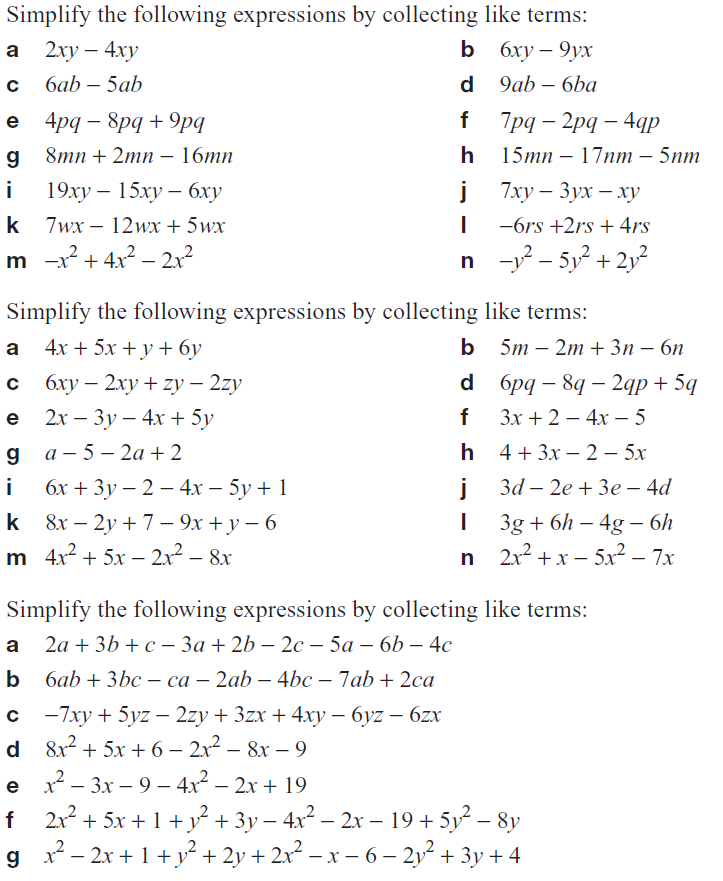 Simplify the following expressions by collecting like terms:
a 2xy – 4xy b 6xy – 9yx
c 6ab – 5ab d 9ab – 6ba
e 4pq – 8pq + 9pq f 7pq – 2pq – 4qp
g 8mn + 2mn – 16mn h 15mn – 17nm – 5nm
i 19xy – 15xy – 6xy j 7xy – 3yx – xy
k 7wx – 12wx + 5wx l –6rs +2rs + 4rs
m –x² + 4x² – 2x² n –y² – 5y² + 2y²
Simplify the following expressions by collecting like terms:
a 4x + 5x + y + 6y b 5m – 2m + 3n – 6n
c 6xy – 2xy + zy – 2zy d 6pq – 8q – 2qp + 5q
e 2x – 3y – 4x + 5y f 3x + 2 – 4x – 5
g a – 5 – 2a + 2 h 4 + 3x – 2 – 5x
i 6x + 3y – 2 – 4x – 5y + 1 j 3d – 2e + 3e – 4d
k 8x – 2y + 7 – 9x + y – 6 l 3g + 6h – 4g – 6h
m 4x² + 5x – 2x² – 8x n 2x² + x – 5x² – 7x
Simplify the following expressions by collecting like terms:
a 2a + 3b + c – 3a + 2b – 2c – 5a – 6b – 4c
b 6ab + 3bc – ca – 2ab – 4bc – 7ab + 2ca
c –7xy + 5yz – 2zy + 3zx + 4xy – 6yz – 6zx
d 8x² + 5x + 6 – 2x² – 8x – 9
e x² – 3x – 9 – 4x² – 2x + 19
f 2x² + 5x + 1 + y² + 3y – 4x² – 2x – 19 + 5y² – 8y
g x² – 2x + 1 + y² + 2y + 2x² – x – 6 – 2y² + 3y + 4